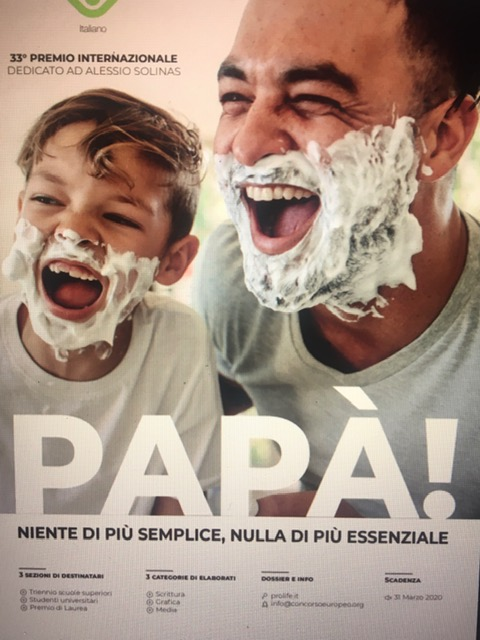 Italiano
33° PREMIO INTERNAZIONALE
DEDICATO AD ALESSIO SOLINAS
PAPÀ!
NIENTE DI PIÙ SEMPLICE, NULLA DI PIÙ ESSENZIALE
3 SEZIONI DI DESTINATARI
Triennio scuole superiori
Studenti universitari
Premio di Laurea
3 CATEGORIE DI ELABORATI
Scrittura
Grafica
Media
DOSSIER E INFO
prolife.it
info@concorsoeuropeo.org
SCADENZA
31 Marzo 2020